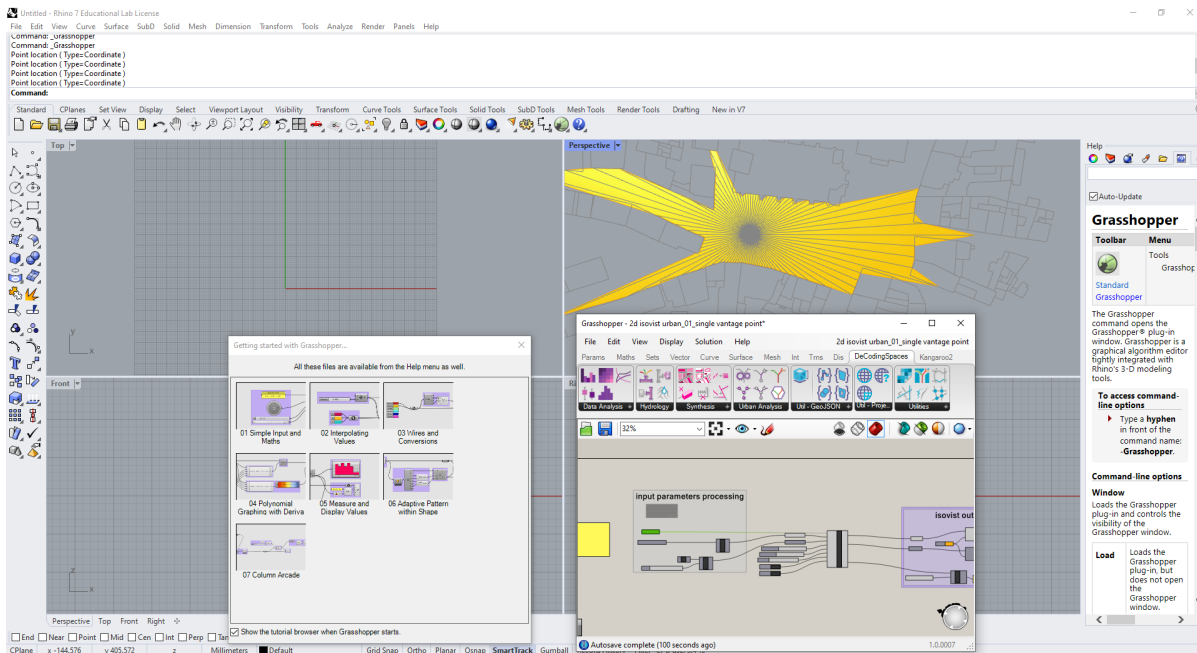 Untitled - Rhino 7 Educational Lab License
File Edit View Curve Surface SubD Solid Mesh Dimension Transform Tools Analyze Render Panels Help
Command: _Grasshopper
Command: _Grasshopper
Point location ( Type=Coordinate )
Point location ( Type=Coordinate )
Point location ( Type=Coordinate )
Point location ( Type=Coordinate )
Command:
Standard CPlanes Set View Display Select Viewport Layout Visibility Transform Curve Tools Surface Tools Solid Tools SubD Tools Mesh Tools Render Tools Drafting New in V7
Top
y
x
Perspective
Front
z
x
Ri
Getting started with Grasshopper...
All these files are available from the Help menu as well.
01 Simple Input and
Maths
02 Interpolating
Values
03 Wires and
Conversions
04 Polynomial
Graphing with Deriva
05 Measure and
Display Values
06 Adaptive Pattern
within Shape
07 Column Arcade
Show the tutorial browser when Grasshopper starts.
Grasshopper - 2d isovist urban_01_single vantage point*
File Edit View Display Solution Help 2d isovist urban_01_single vantage point
Params Maths Sets Vector Curve Surface Mesh Int Trns Dis DeCodingSpaces Kangaroo2
Data Analysis Hydrology Synthesis Urban Analysis Util - GeoJSON Util - Proje... Utilities
32%
input parameters processing
isovist out
Autosave complete (100 seconds ago)
1.0.0007
Help
Auto-Update
Grasshopper
Toolbar Menu
Tools
Grasshop
Standard
Grasshopper
The Grasshopper
command opens the
Grasshopper® plug-in
window. Grasshopper is a
graphical algorithm editor
tightly integrated with
Rhino's 3-D modeling
tools.
To access command-
line options
Type a hyphen
in front of the
command name:
-Grasshopper.
Command-line options
Window
Loads the Grasshopper
plug-in and controls the
visibility of the
Grasshopper window.
Load
Loads the
Grasshopper
plug-in, but
does not open
the
Grasshopper
window.
Perspective Top Front Right
End Near Point Mid Cen Int Perp Tan
CPlane x -144.576 y 405.572 z Millimeters Default Grid Snap Ortho Planar Osnap SmartTrack Gumball